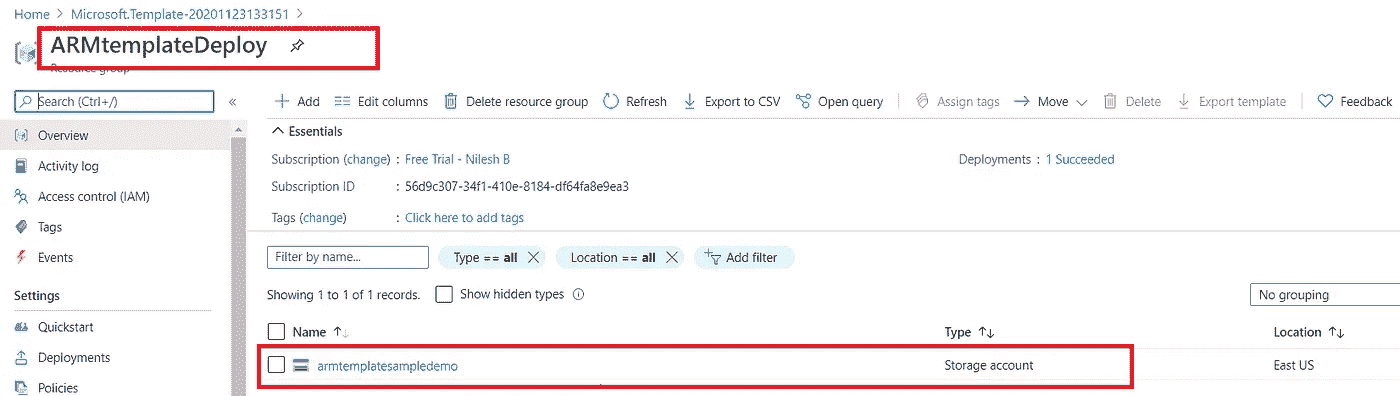 Home > Microsoft.Template-20201123133151 >
ARMtemplateDeploy
Resource group
Search (Ctrl+/)
«
Add
Edit columns
Delete resource group
Refresh
Export to CSV
Open query
Assign tags
Move
Delete
Export template
Feedback
Overview
Activity log
Access control (IAM)
Tags
Events
Settings
Quickstart
Deployments
Policies
Essentials
Subscription (change) : Free Trial - Nilesh B
Deployments : 1 Succeeded
Subscription ID : 56d9c307-34f1-410e-8184-df64fa8e9ea3
Tags (change) : Click here to add tags
Filter by name...
Type == all
Location == all
Add filter
Showing 1 to 1 of 1 records.
Show hidden types
No grouping
Name ↑↓
Type ↑↓
Location ↑↓
armtemplatesampledemo
Storage account
East US